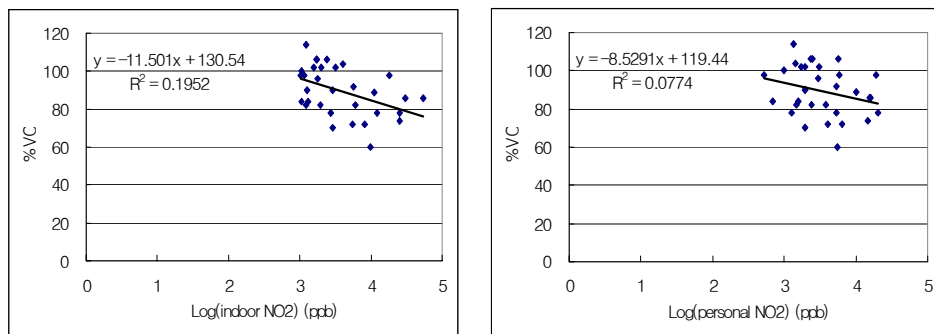 y = −11.501x + 130.54
R² = 0.1952
%VC
120
100
80
60
40
20
0
0 1 2 3 4 5
Log(indoor NO2) (ppb)
y = −8.5291x + 119.44
R² = 0.0774
%VC
120
100
80
60
40
20
0
0 1 2 3 4 5
Log(personal NO2) (ppb)